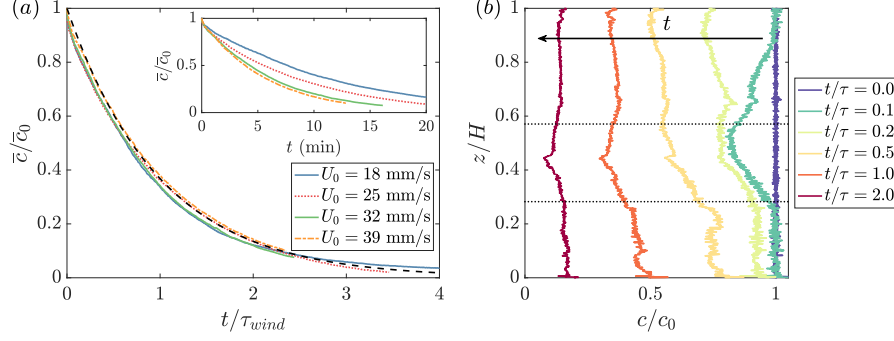 (a)
1
0.8
0.6
0.4
0.2
0
c̅/c̅₀
0 1 2 3 4
t/τ_wind
1
0.5
0
c̅/c̅₀
0 5 10 15 20
t (min)
U₀ = 18 mm/s
U₀ = 25 mm/s
U₀ = 32 mm/s
U₀ = 39 mm/s
(b)
1
0.8
0.6
0.4
0.2
0
z/H
t
0 0.5 1
c/c₀
t/τ = 0.0
t/τ = 0.1
t/τ = 0.2
t/τ = 0.5
t/τ = 1.0
t/τ = 2.0